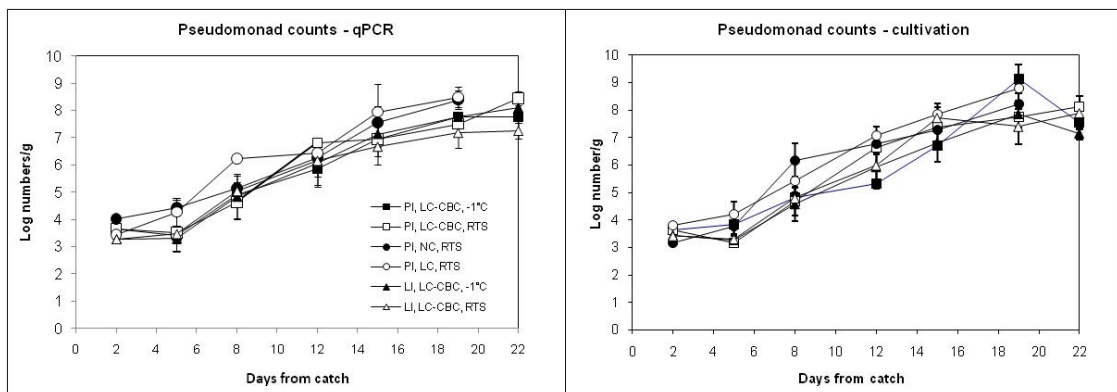 Pseudomonad counts - qPCR
Log numbers/g
10
9
8
7
6
5
4
3
2
1
0
PI, LC-CBC, -1°C
PI, LC-CBC, RTS
PI, NC, RTS
PI, LC, RTS
LI, LC-CBC, -1°C
LI, LC-CBC, RTS
0 2 4 6 8 10 12 14 16 18 20 22
Days from catch
Pseudomonad counts - cultivation
Log number/g
10
9
8
7
6
5
4
3
2
1
0
0 2 4 6 8 10 12 14 16 18 20 22
Days from catch